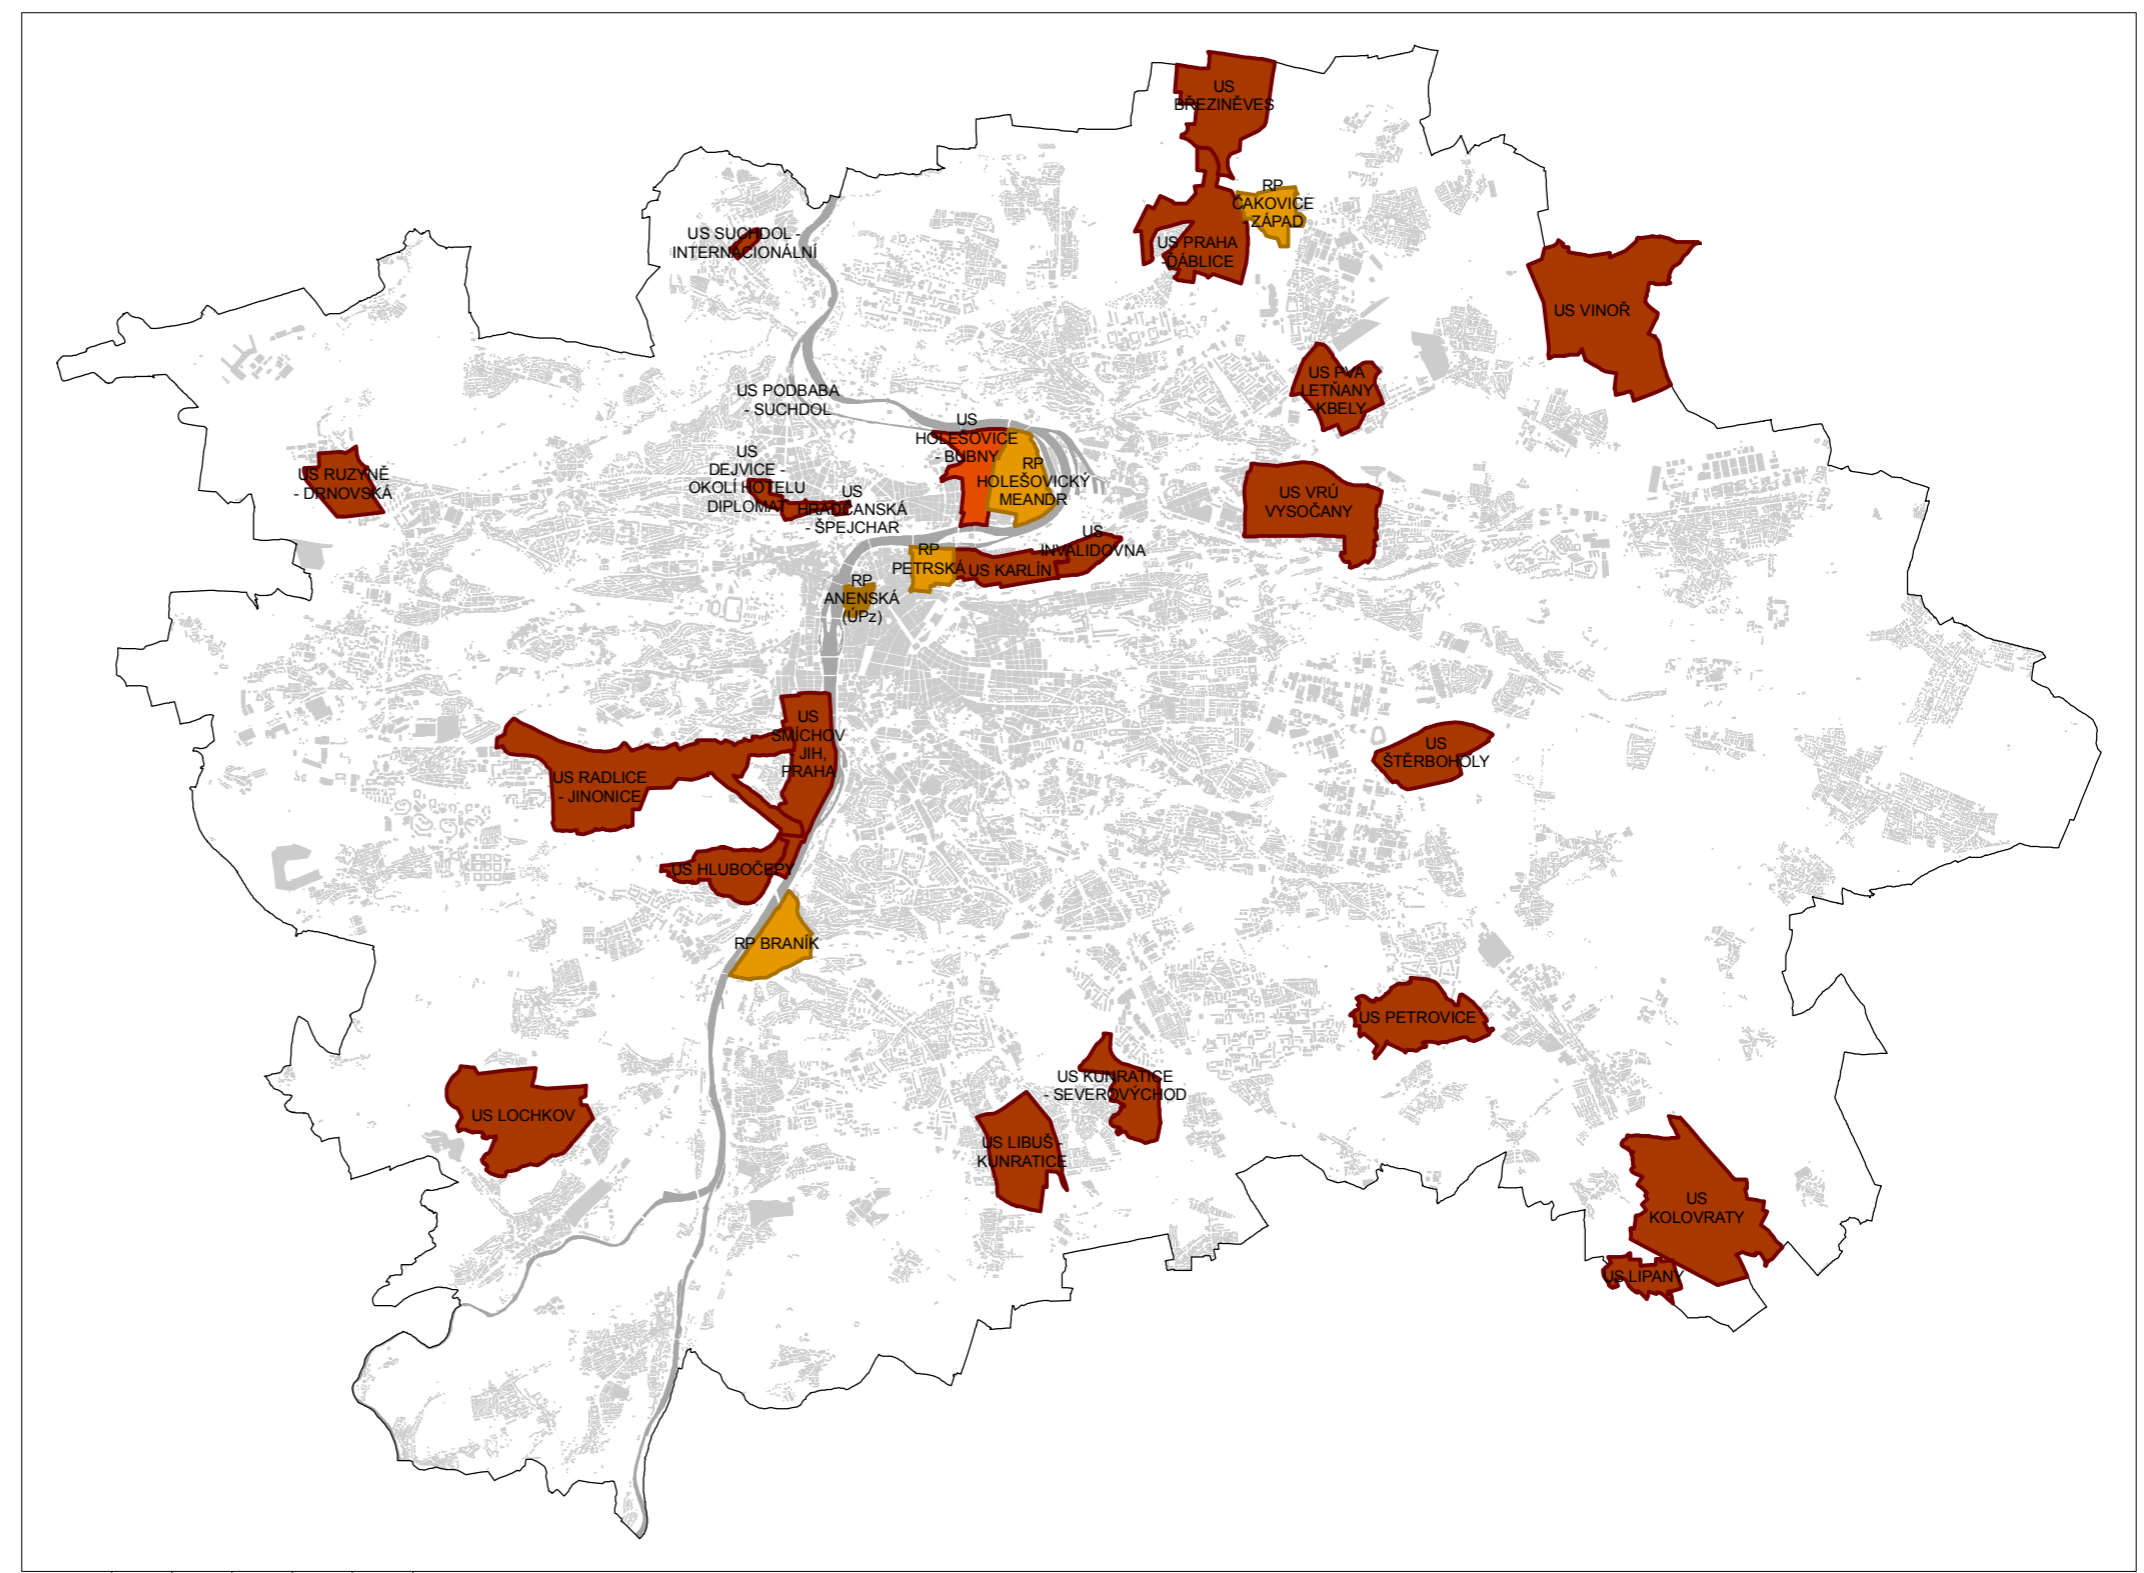 US
BŘEZINĚVES
RP
ČAKOVICE
- ZÁPAD
US SUCHDOL -
INTERNACIONÁLNÍ
US PRAHA
-ĎÁBLICE
US VINOŘ
US PODBABA
- SUCHDOL
US PVA
LETŇANY
- KBELY
US
HOLEŠOVICE
- BUBNY
RP
HOLEŠOVICKÝ
MEANDR
US
DEJVICE -
OKOLÍ HOTELU
DIPLOMAT
US RUZYNĚ
- DRNOVSKÁ
US
HRADČANSKÁ
- ŠPEJCHAR
US VRÚ
VYSOČANY
US
INVALIDOVNA
RP
PETRSKÁ
US KARLÍN
RP
ANENSKÁ
(ÚPz)
US
SMÍCHOV
JIH,
PRAHA
US RADLICE
- JINONICE
US
ŠTĚRBOHOLY
US HLUBOČEPY
RP BRANÍK
US PETROVICE
US KUNRATICE
- SEVEROVÝCHOD
US LOCHKOV
US LIBUŠ -
KUNRATICE
US
KOLOVRATY
US LIPANY